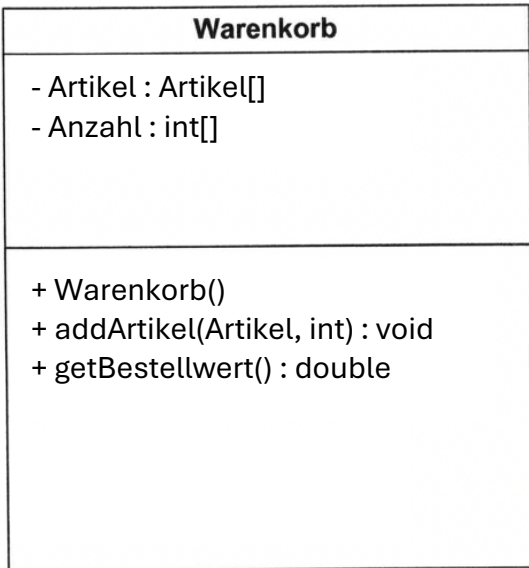 Warenkorb
- Artikel : Artikel[]
- Anzahl : int[]
+ Warenkorb()
+ addArtikel(Artikel, int) : void
+ getBestellwert() : double